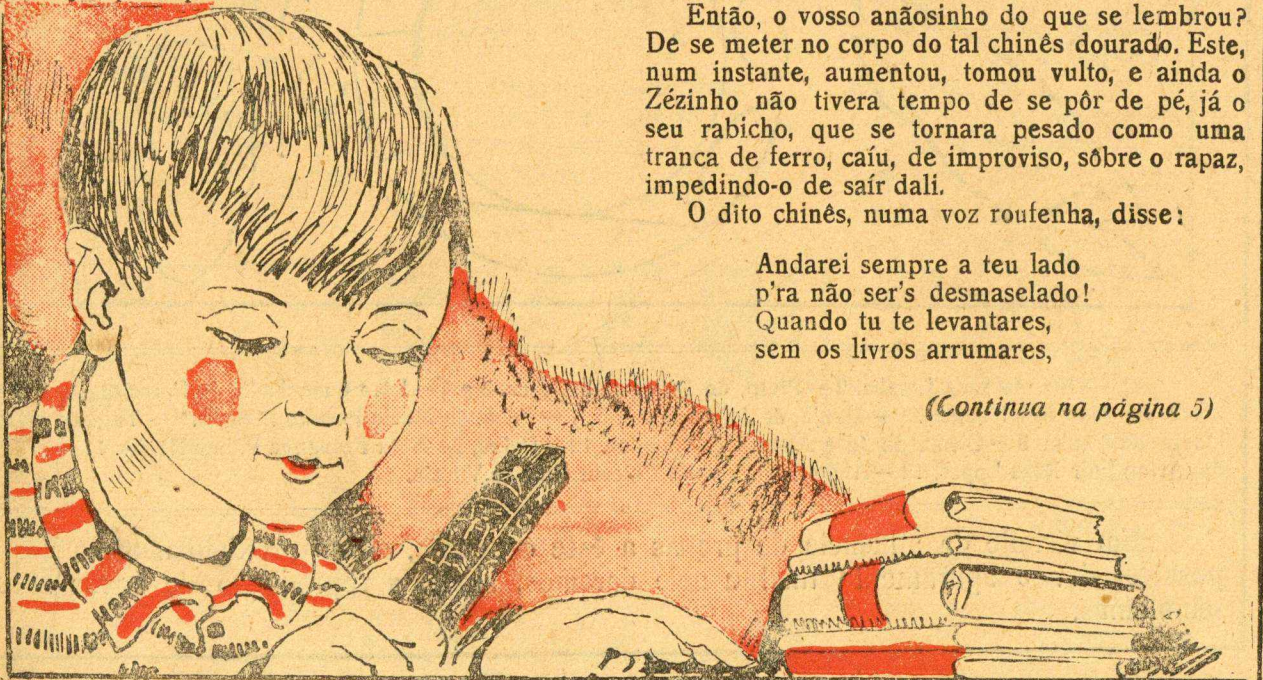 Então, o vosso anãosinho do que se lembrou?
De se meter no corpo do tal chinês dourado. Este,
num instante, aumentou, tomou vulto, e ainda o
Zézinho não tivera tempo de se pôr de pé, já o
seu rabicho, que se tornara pesado como uma
tranca de ferro, caíu, de improviso, sôbre o rapaz,
impedindo-o de saír dali.
O dito chinês, numa voz roufenha, disse:
Andarei sempre a teu lado
p'ra não ser's desmaselado!
Quando tu te levantares,
sem os livros arrumares,
(Continua na página 5)